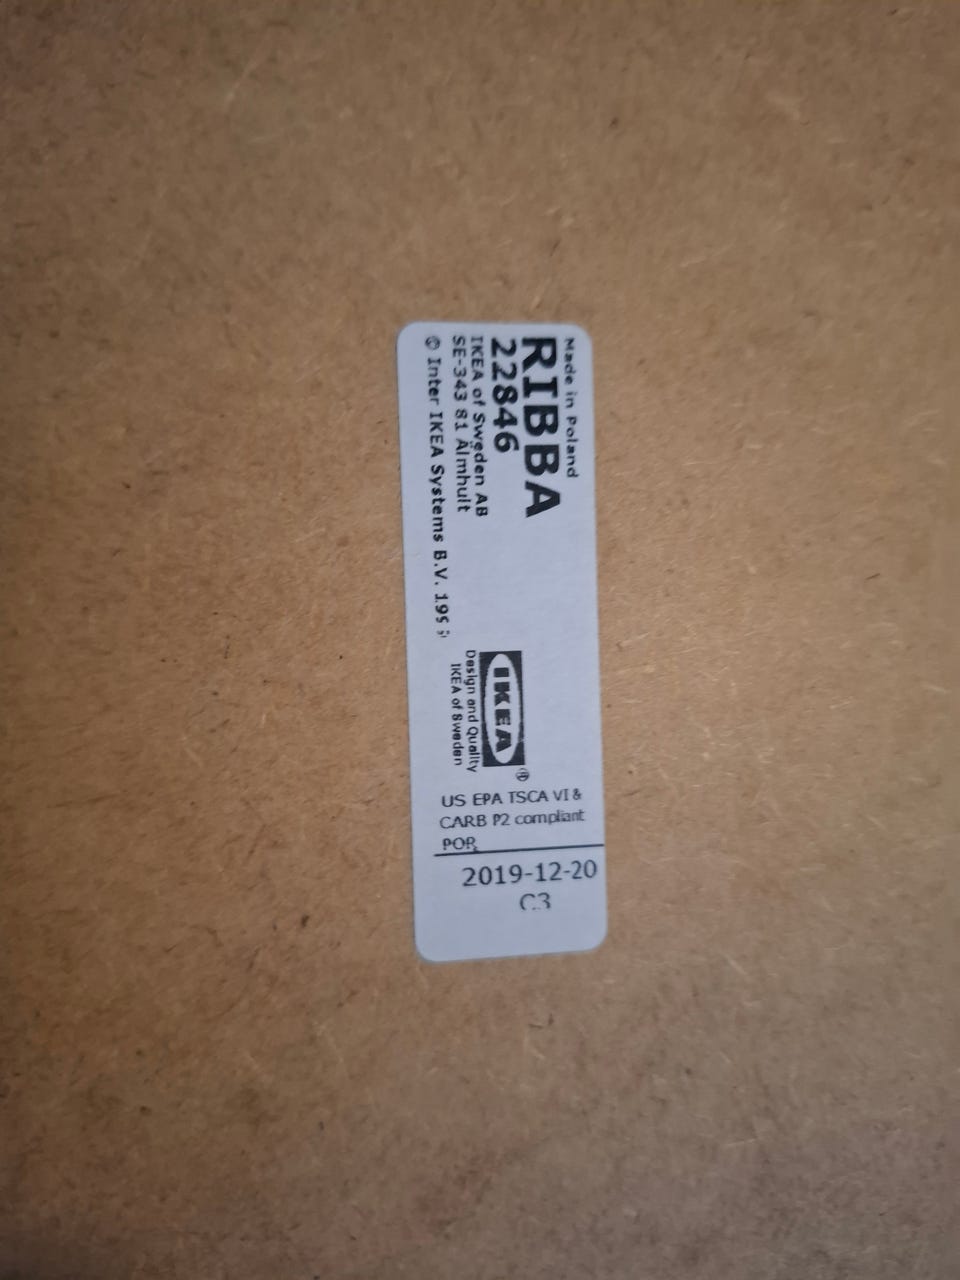 Made in Poland
RIBBA
22846
IKEA of Sweden AB
SE-343 81 Älmhult
© Inter IKEA Systems B.V.
IKEA®
Design and Quality
IKEA of Sweden
US EPA TSCA VI &
CARB P2 compliant
2019-12-20
C3